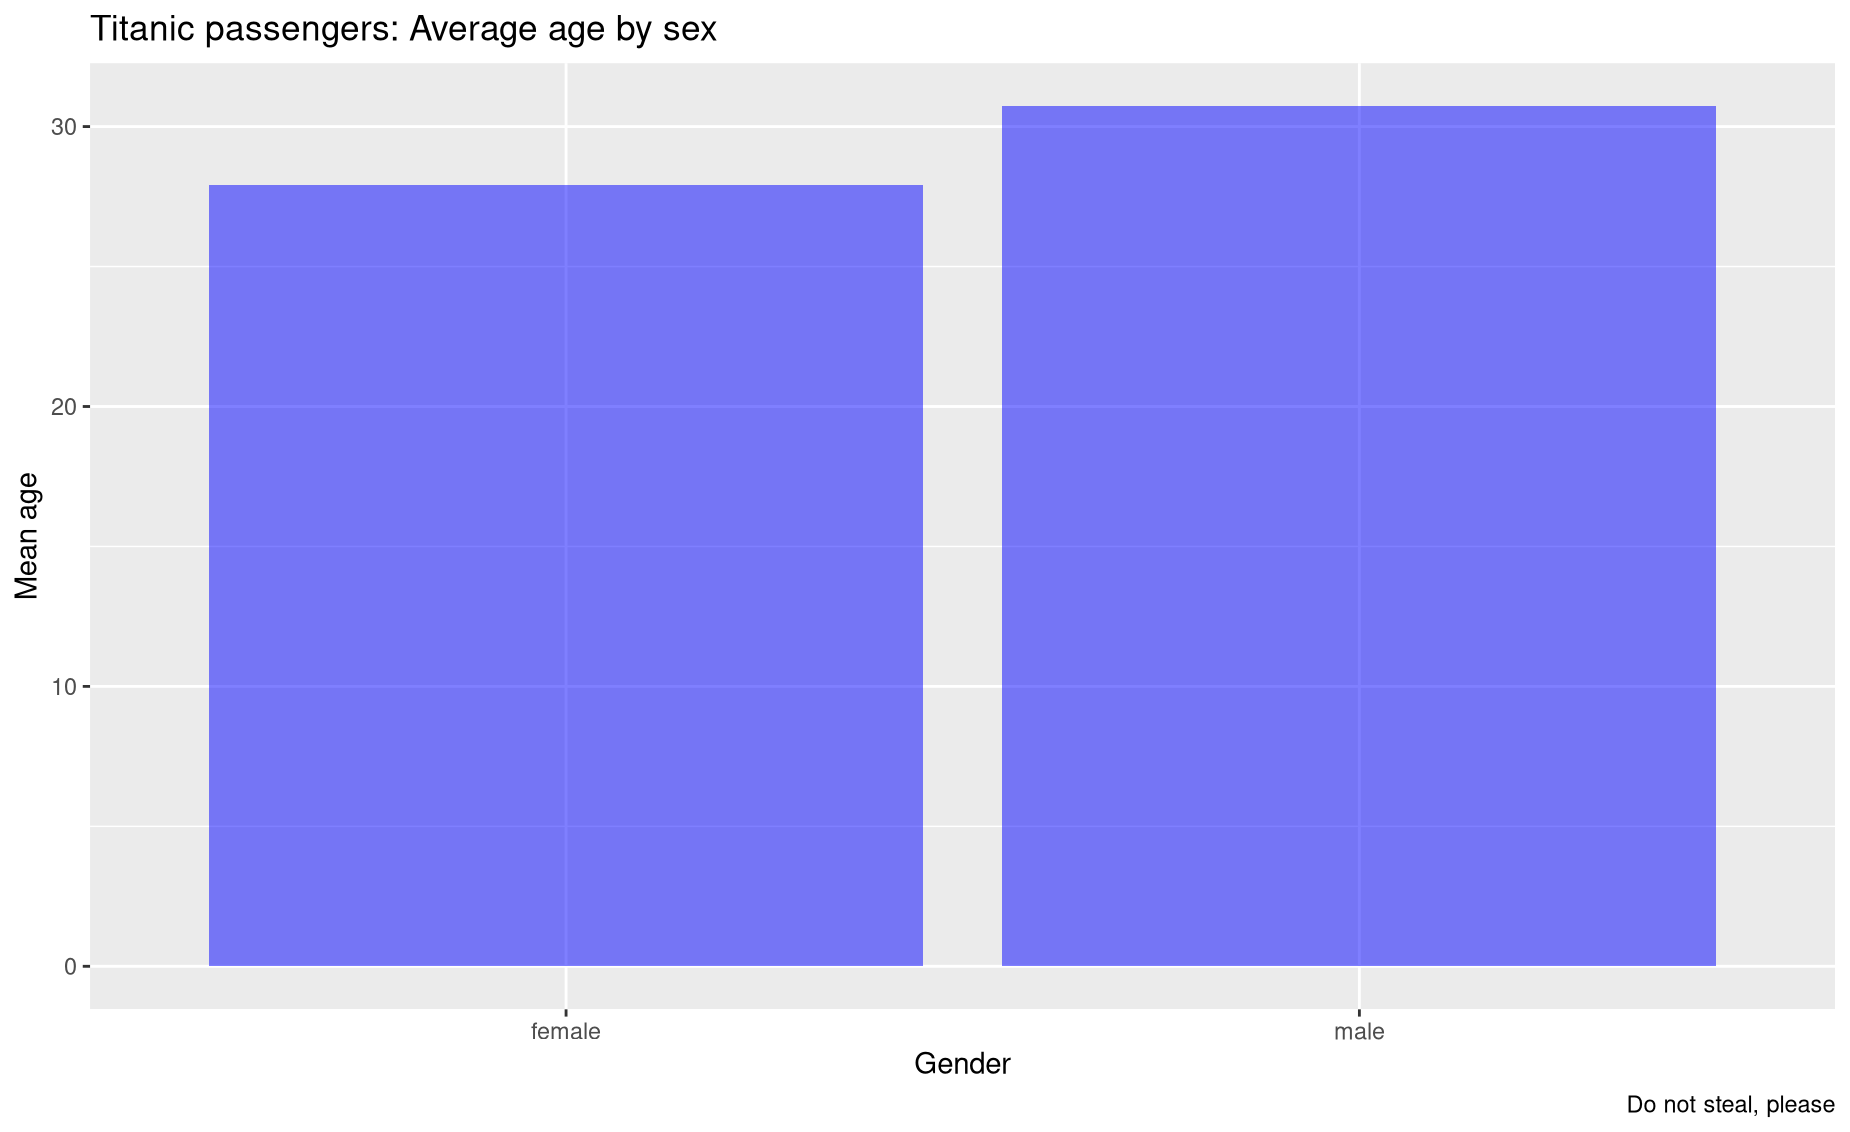 Titanic passengers: Average age by sex
30
20
10
0
Mean age
female
male
Gender
Do not steal, please